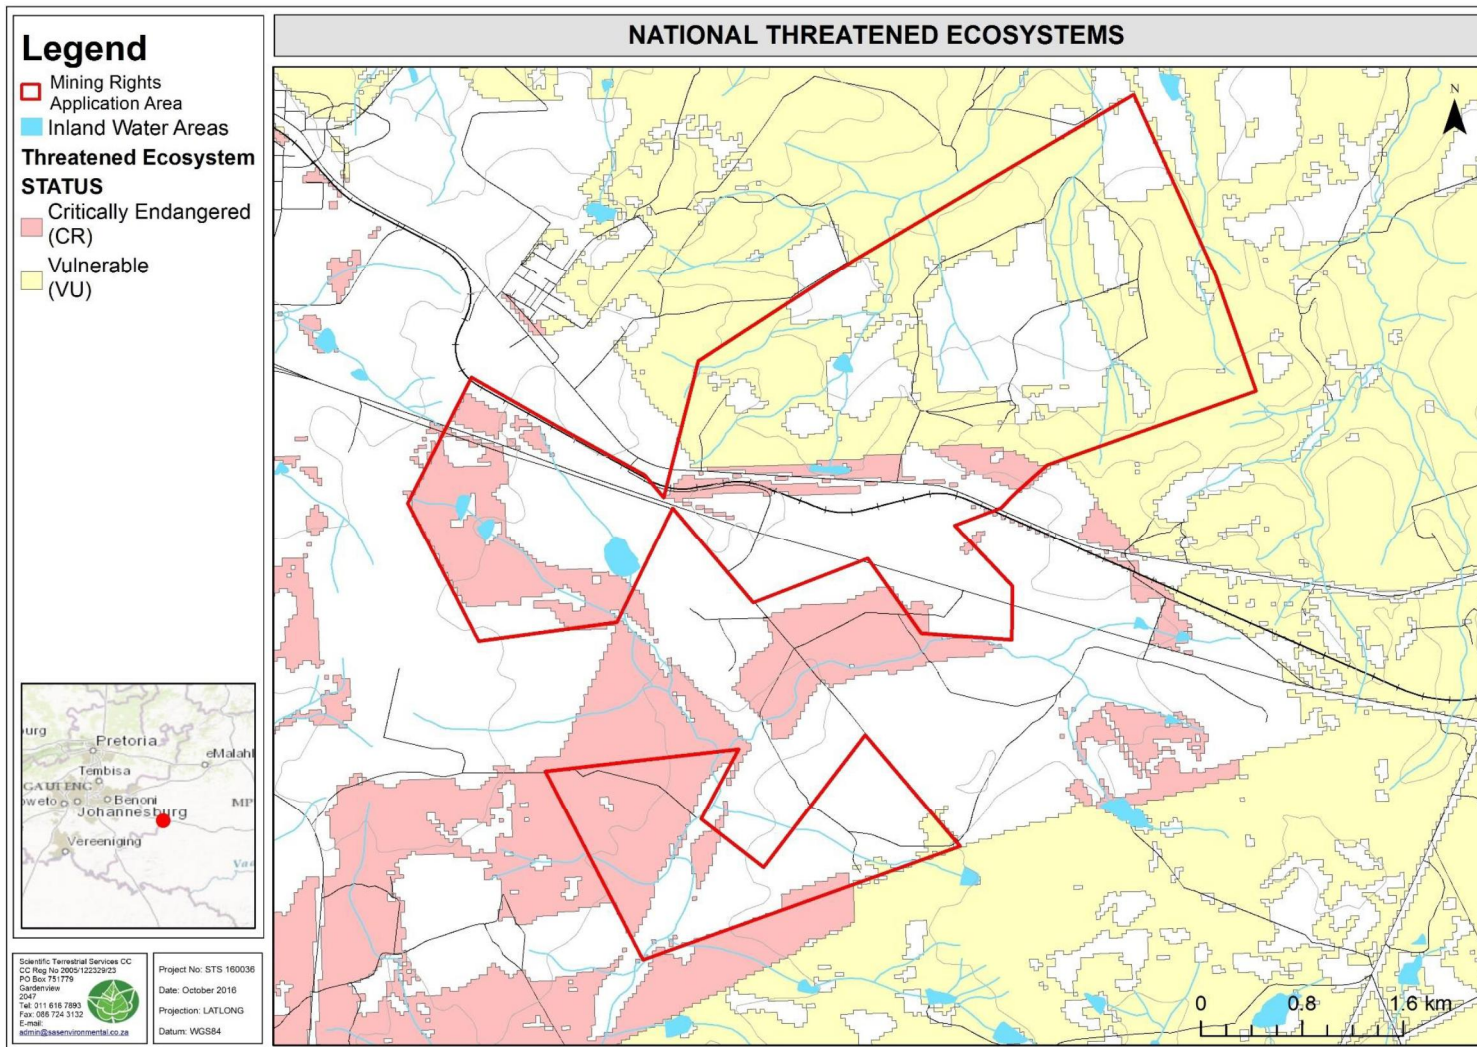 NATIONAL THREATENED ECOSYSTEMS
Legend
Mining Rights
Application Area
Inland Water Areas
Threatened Ecosystem
STATUS
Critically Endangered
(CR)
Vulnerable
(VU)
N
urg
Pretoria
eMalahl
Tembisa
GAUTENG
Benoni
oweto
MP
Johannesburg
Vereeniging
Vaa
Scientific Terrestrial Services CC
CC Reg No 2005/122329/23
PO Box 751779
Gardenview
2047
Tel: 011 616 7893
Fax: 086 724 3132
E-mail:
admin@sasenvironmental.co.za
Project No: STS 160036
Date: October 2016
Projection: LATLONG
Datum: WGS84
0 0.8 1.6 km